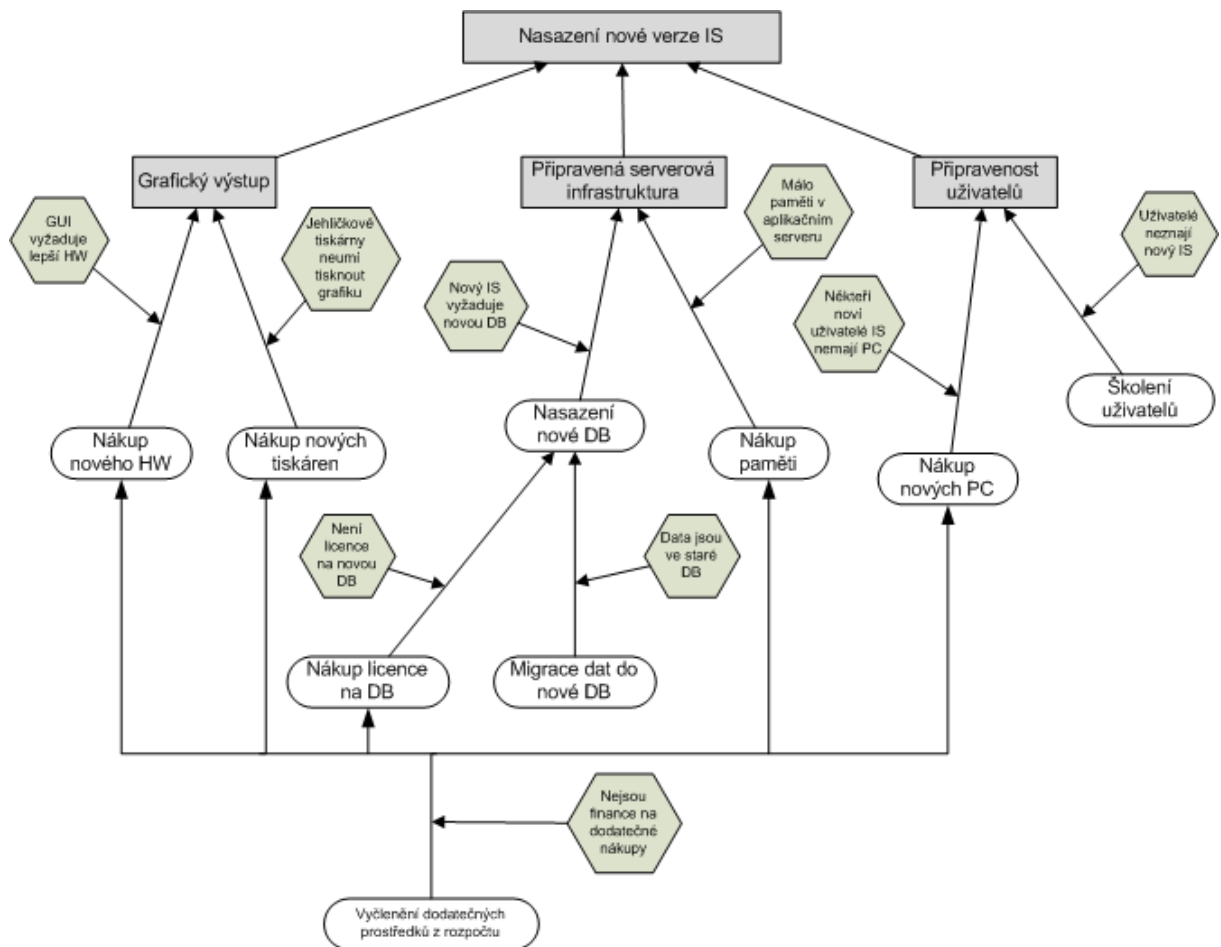 Nasazení nové verze IS
Grafický výstup
Připravená serverová
infrastruktura
Připravenost
uživatelů
GUI
vyžaduje
lepší HW
Jehličkové
tiskárny
neumí
tisknout
grafiku
Nový IS
vyžaduje
novou DB
Málo
paměti v
aplikačním
serveru
Někteří
noví
uživatelé IS
nemají PC
Uživatelé
neznají
nový IS
Nákup
nového HW
Nákup nových
tiskáren
Nasazení
nové DB
Nákup
paměti
Nákup
nových PC
Školení
uživatelů
Není
licence
na novou
DB
Data jsou
ve staré
DB
Nákup licence
na DB
Migrace dat do
nové DB
Nejsou
finance na
dodatečné
nákupy
Vyčlenění dodatečných
prostředků z rozpočtu